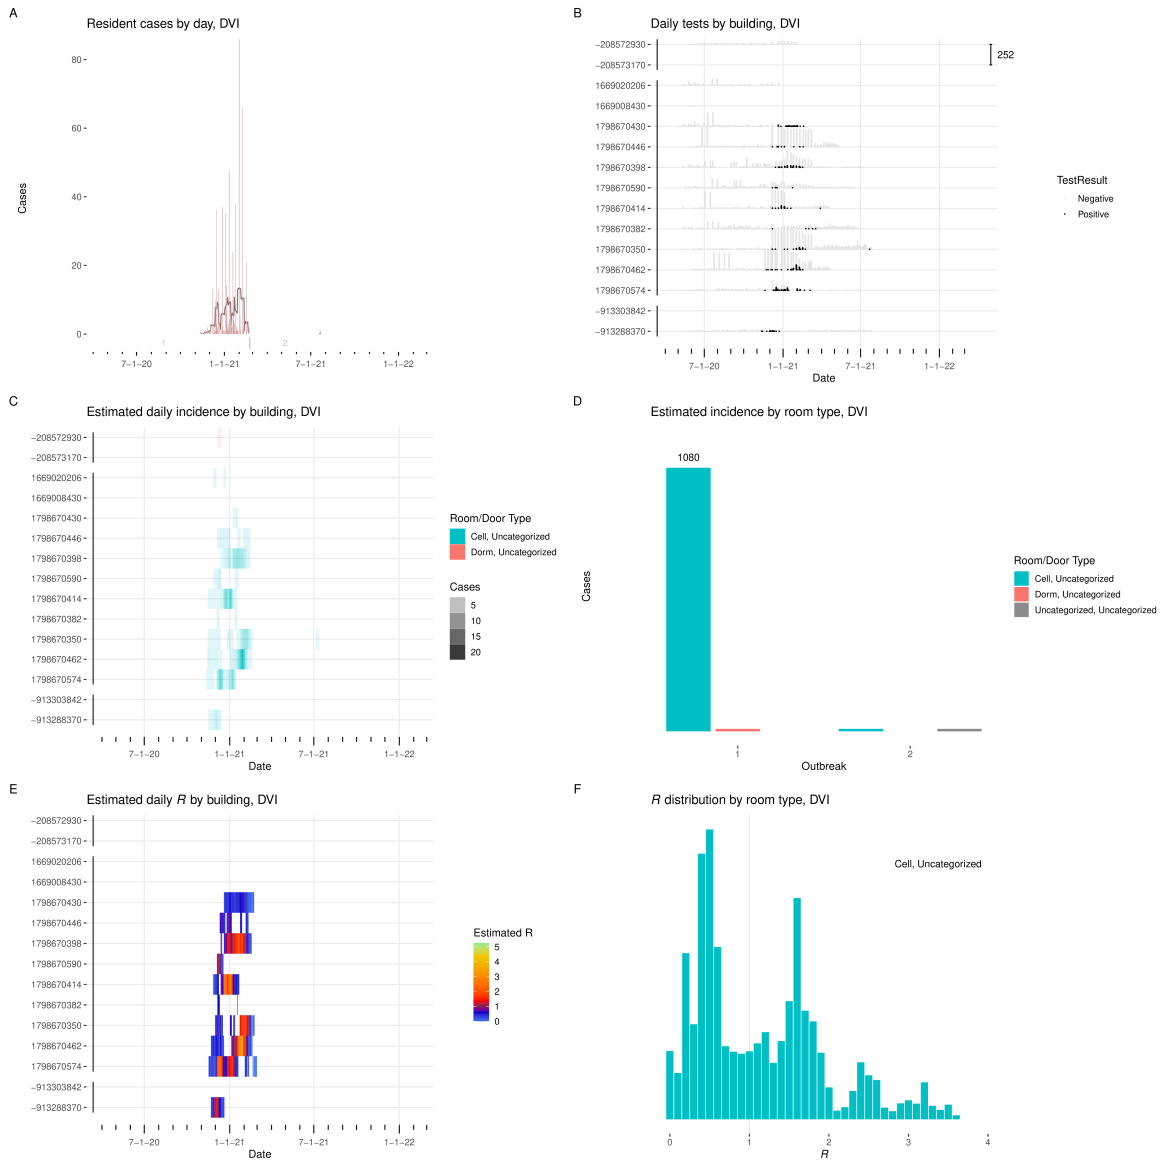 A
Resident cases by day, DVI
Cases
80
60
40
20
0
1
2
7-1-20
1-1-21
7-1-21
1-1-22
B
Daily tests by building, DVI
-208572930
-208573170
1669020206
1669008430
1798670430
1798670446
1798670398
1798670590
1798670414
1798670382
1798670350
1798670462
1798670574
-913303842
-913288370
252
TestResult
Negative
Positive
7-1-20
1-1-21
7-1-21
1-1-22
Date
C
Estimated daily incidence by building, DVI
-208572930
-208573170
1669020206
1669008430
1798670430
1798670446
1798670398
1798670590
1798670414
1798670382
1798670350
1798670462
1798670574
-913303842
-913288370
7-1-20
1-1-21
7-1-21
1-1-22
Date
Room/Door Type
Cell, Uncategorized
Dorm, Uncategorized
Cases
5
10
15
20
D
Estimated incidence by room type, DVI
Cases
1080
1
2
Outbreak
Room/Door Type
Cell, Uncategorized
Dorm, Uncategorized
Uncategorized, Uncategorized
E
Estimated daily R by building, DVI
-208572930
-208573170
1669020206
1669008430
1798670430
1798670446
1798670398
1798670590
1798670414
1798670382
1798670350
1798670462
1798670574
-913303842
-913288370
7-1-20
1-1-21
7-1-21
1-1-22
Date
Estimated R
5
4
3
2
1
0
F
R distribution by room type, DVI
Cell, Uncategorized
0
1
2
3
4
R